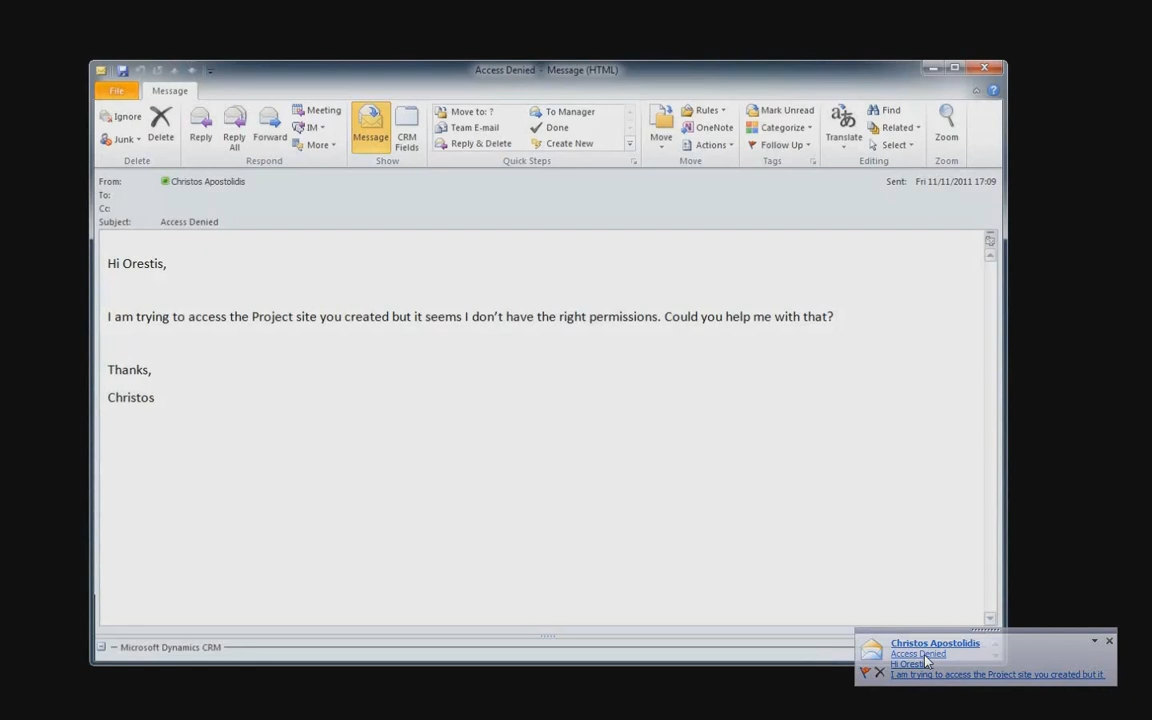 Access Denied - Message (HTML)
File Message
Ignore
Junk
Delete
Delete
Reply
Reply All
Forward
Meeting
IM
More
Respond
Message
CRM Fields
Show
Move to: ?
Team E-mail
Reply & Delete
To Manager
Done
Create New
Quick Steps
Move
Rules
OneNote
Actions
Move
Mark Unread
Categorize
Follow Up
Tags
Translate
Find
Related
Select
Editing
Zoom
Zoom
From: Christos Apostolidis Sent: Fri 11/11/2011 17:09
To:
Cc:
Subject: Access Denied
Hi Orestis,
I am trying to access the Project site you created but it seems I don't have the right permissions. Could you help me with that?
Thanks,
Christos
Microsoft Dynamics CRM
Christos Apostolidis
Access Denied
Hi
I am trying to access the Project site you created but it